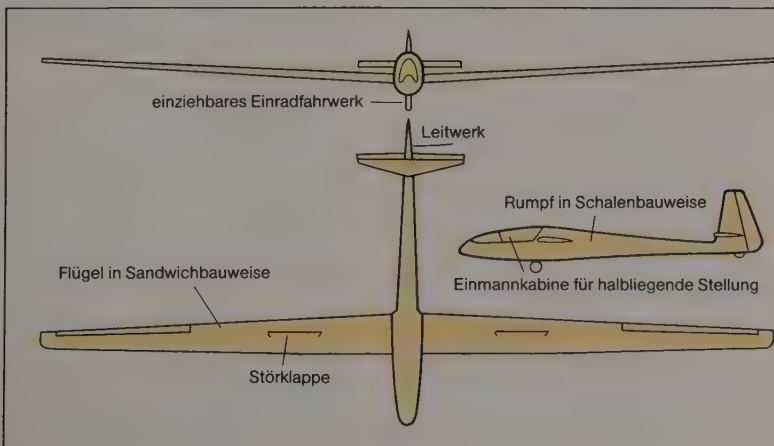 einziehbares Einradfahrwerk
Leitwerk
Rumpf in Schalenbauweise
Flügel in Sandwichbauweise
Einmannkabine für halbliegende Stellung
Störklappe